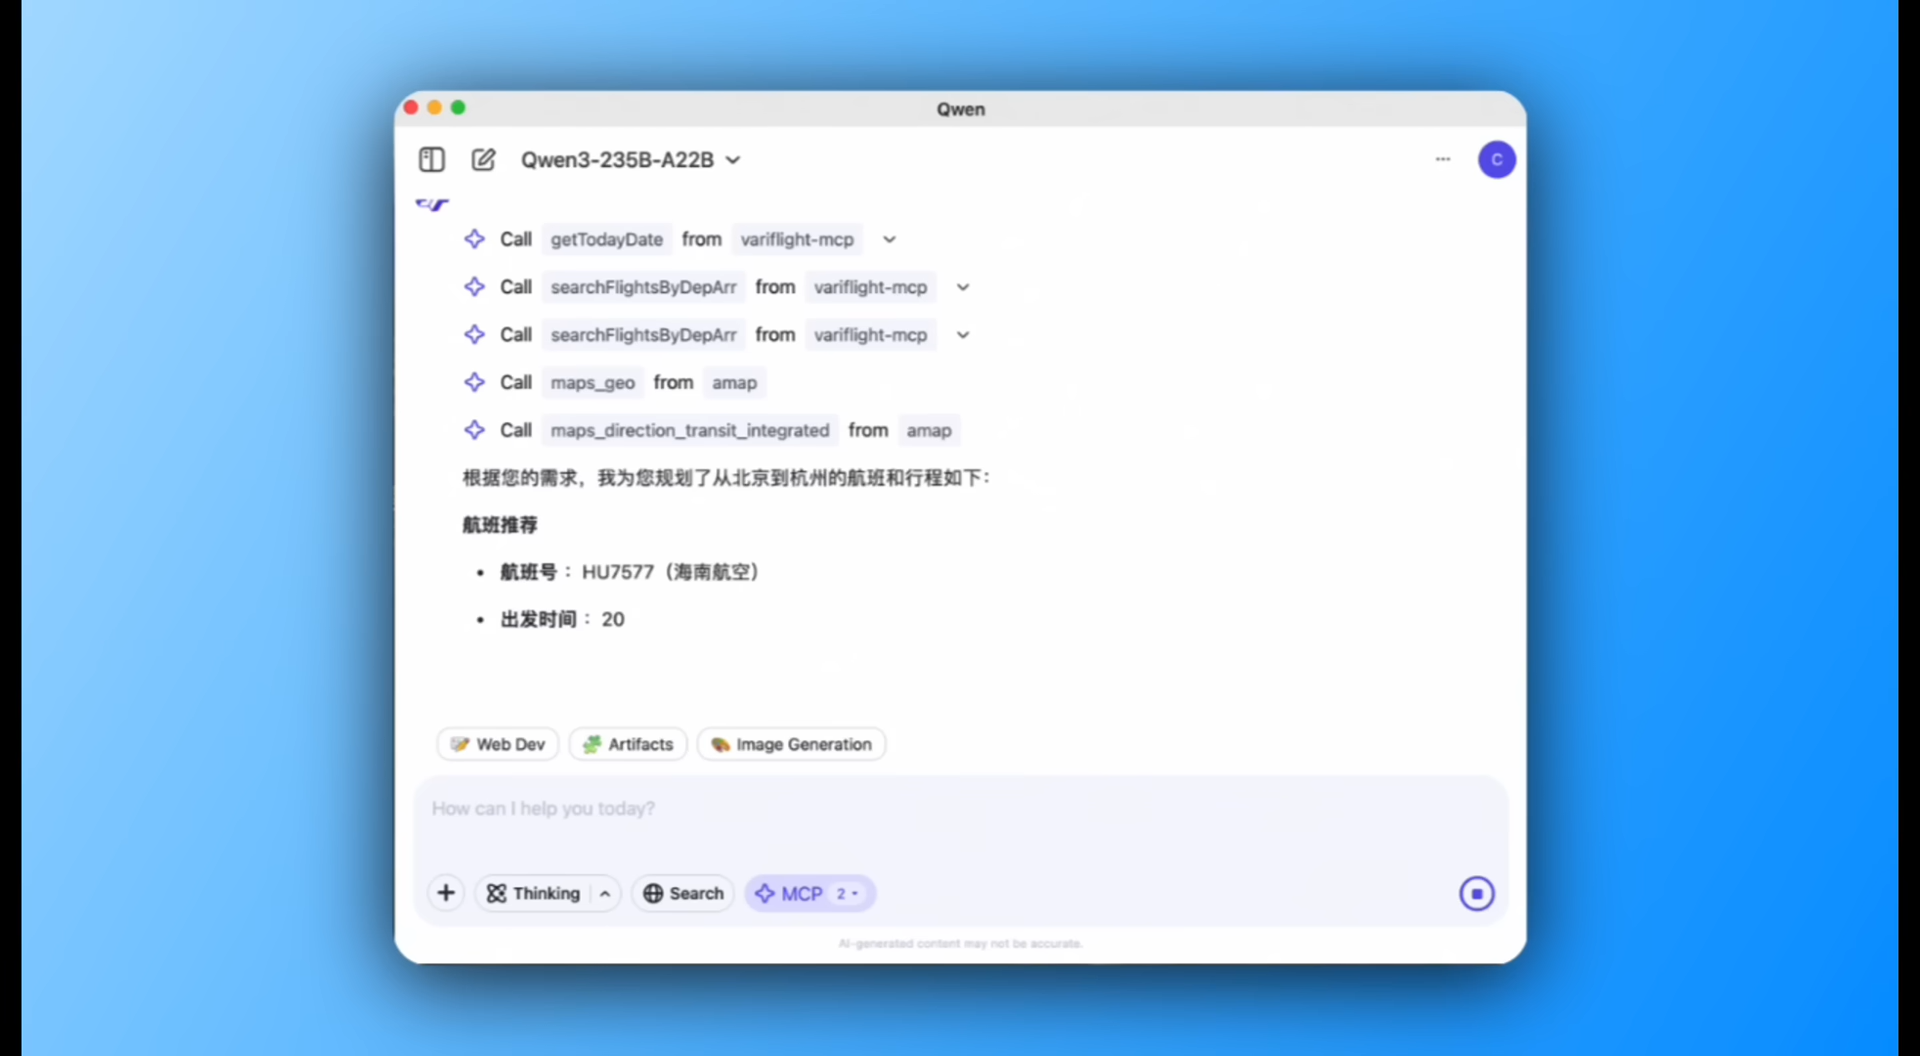 Qwen
Qwen3-235B-A22B
C
Call getTodayDate from variflight-mcp
Call searchFlightsByDepArr from variflight-mcp
Call searchFlightsByDepArr from variflight-mcp
Call maps_geo from amap
Call maps_direction_transit_integrated from amap
根据您的需求，我为您规划了从北京到杭州的航班和行程如下：
航班推荐
• 航班号： HU7577（海南航空）
• 出发时间： 20
Web Dev Artifacts Image Generation
How can I help you today?
Thinking Search MCP 2
AI-generated content may not be accurate.